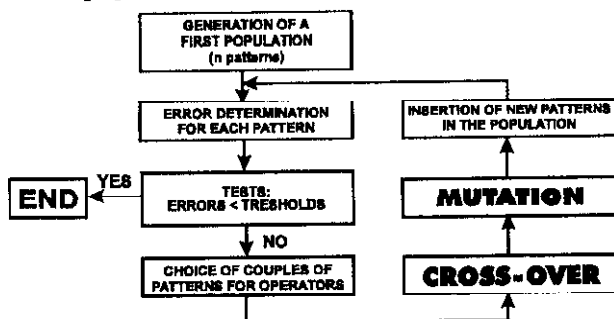 GENERATION OF A
FIRST POPULATION
(n patterns)
ERROR DETERMINATION
FOR EACH PATTERN
INSERTION OF NEW PATTERNS
IN THE POPULATION
YES
END
TESTS:
ERRORS < TRESHOLDS
MUTATION
NO
CHOICE OF COUPLES OF
PATTERNS FOR OPERATORS
CROSS-OVER